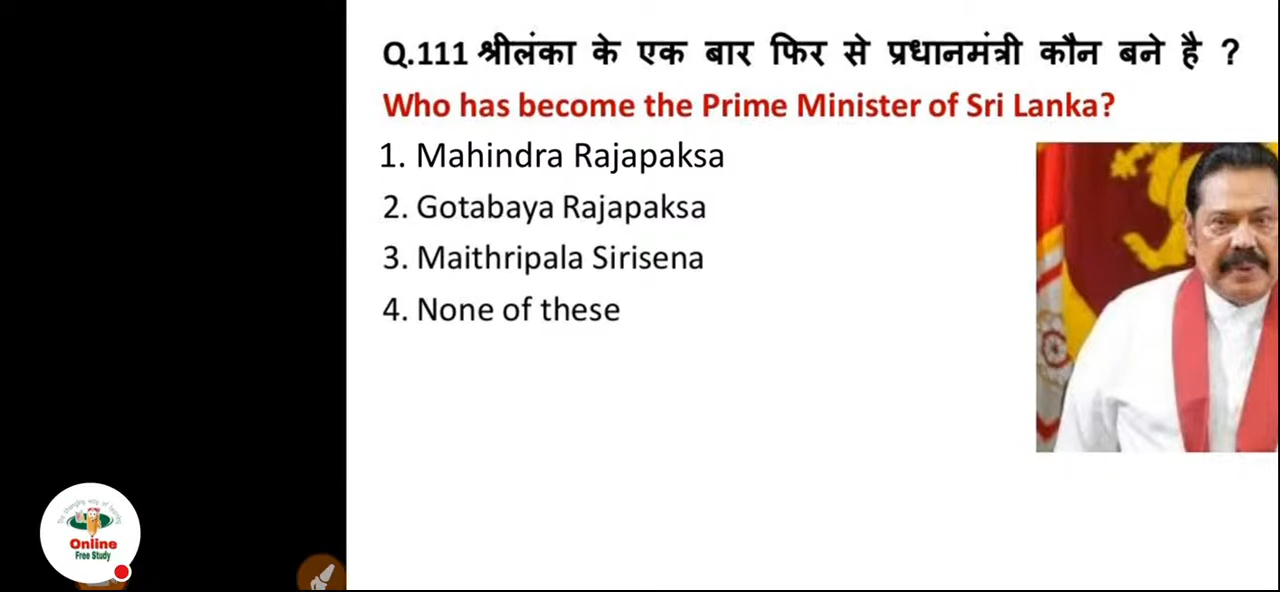 Q.111 श्रीलंका के एक बार फिर से प्रधानमंत्री कौन बने है ?
Who has become the Prime Minister of Sri Lanka?
1. Mahindra Rajapaksa
2. Gotabaya Rajapaksa
3. Maithripala Sirisena
4. None of these
Online
Free Study